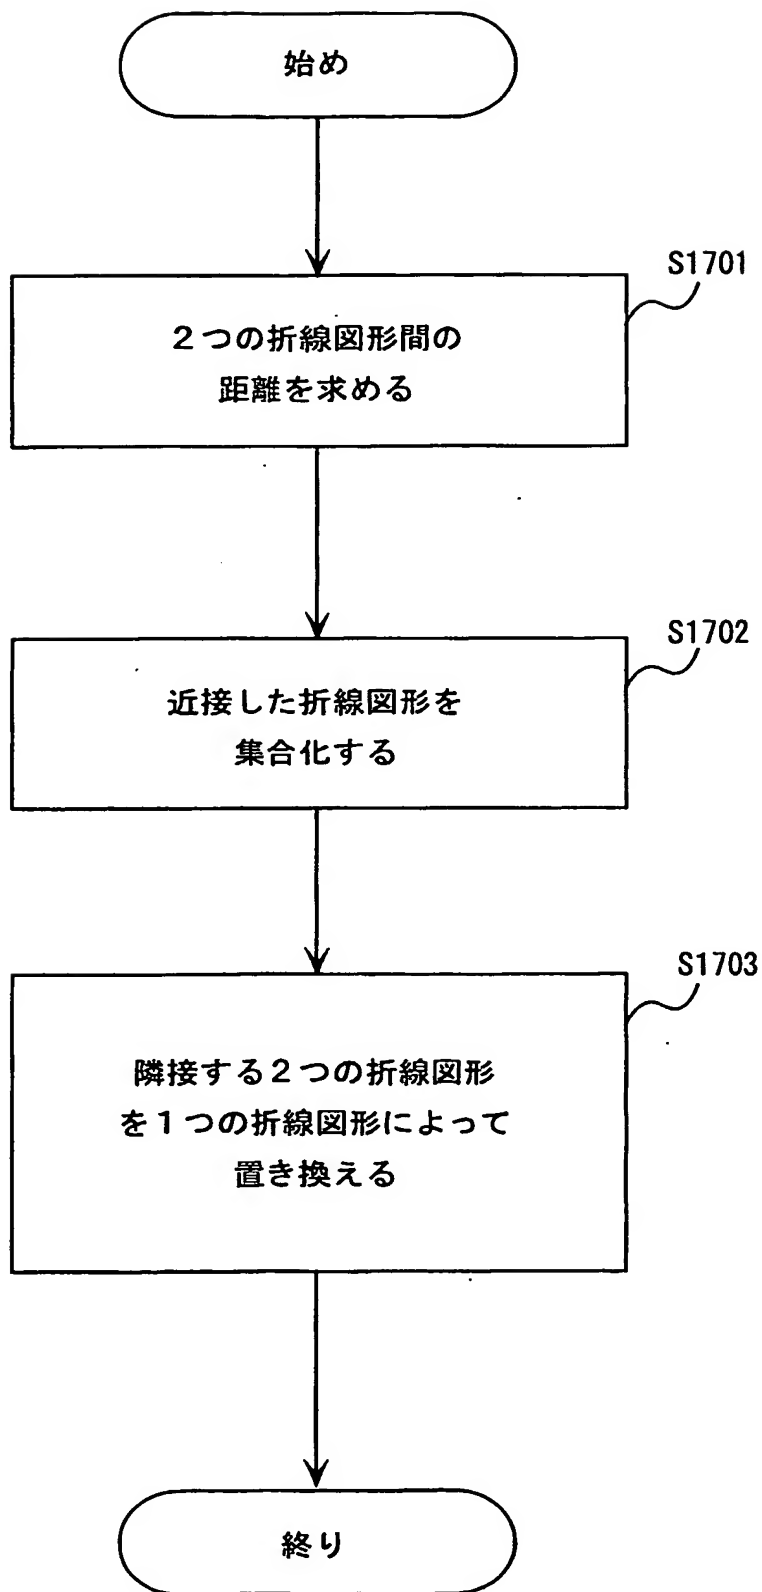 始め
S1701
２つの折線図形間の
距離を求める
S1702
近接した折線図形を
集合化する
S1703
隣接する２つの折線図形
を１つの折線図形によって
置き換える
終り